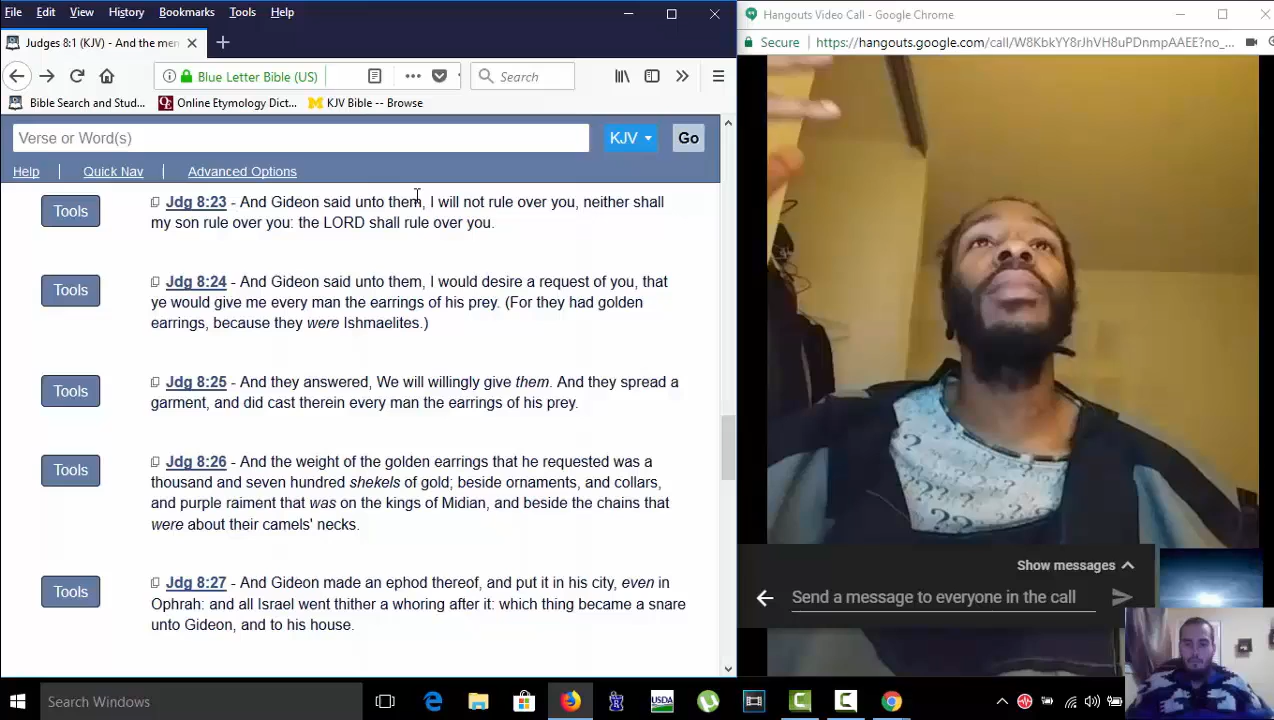 File Edit View History Bookmarks Tools Help
Judges 8:1 (KJV) - And the men
Blue Letter Bible (US)
Search
Bible Search and Stud...
Online Etymology Dict...
KJV Bible -- Browse
Verse or Word(s)
KJV
Go
Help
Quick Nav
Advanced Options
Tools
Jdg 8:23 - And Gideon said unto them, I will not rule over you, neither shall
my son rule over you: the LORD shall rule over you.
Tools
Jdg 8:24 - And Gideon said unto them, I would desire a request of you, that
ye would give me every man the earrings of his prey. (For they had golden
earrings, because they were Ishmaelites.)
Tools
Jdg 8:25 - And they answered, We will willingly give them. And they spread a
garment, and did cast therein every man the earrings of his prey.
Tools
Jdg 8:26 - And the weight of the golden earrings that he requested was a
thousand and seven hundred shekels of gold; beside ornaments, and collars,
and purple raiment that was on the kings of Midian, and beside the chains that
were about their camels' necks.
Tools
Jdg 8:27 - And Gideon made an ephod thereof, and put it in his city, even in
Ophrah: and all Israel went thither a whoring after it: which thing became a snare
unto Gideon, and to his house.
Hangouts Video Call - Google Chrome
Secure
https://hangouts.google.com/call/W8KbkYY8rJhVH8uPDnmpAAEE?no_
Show messages
Send a message to everyone in the call
Search Windows
USDA